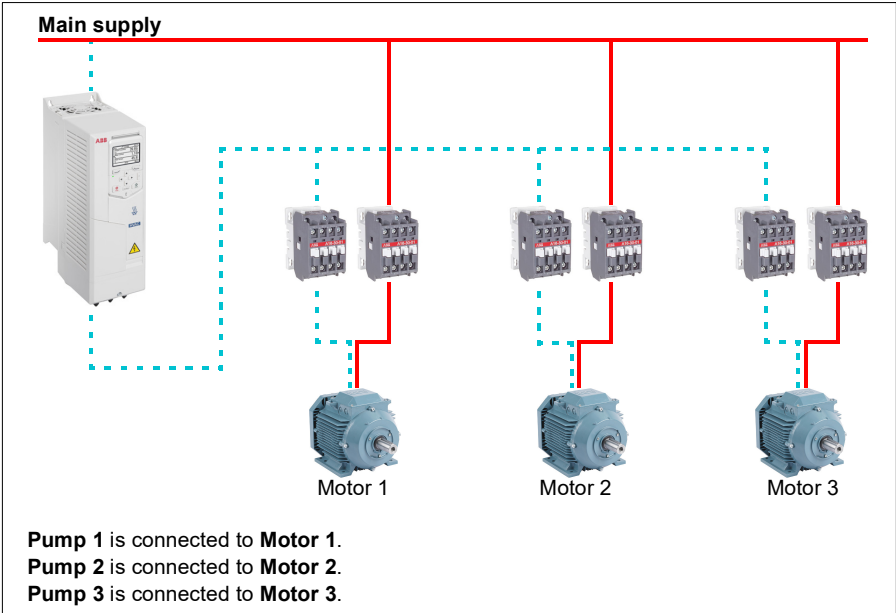 Main supply
ABB
Motor 1
Motor 2
Motor 3
Pump 1 is connected to Motor 1.
Pump 2 is connected to Motor 2.
Pump 3 is connected to Motor 3.